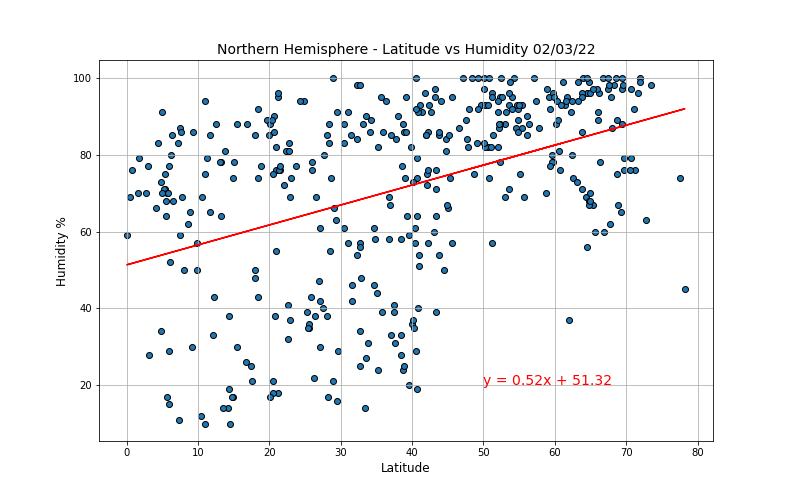 Northern Hemisphere - Latitude vs Humidity 02/03/22
100
80
60
40
20
Humidity %
y = 0.52x + 51.32
0 10 20 30 40 50 60 70 80
Latitude